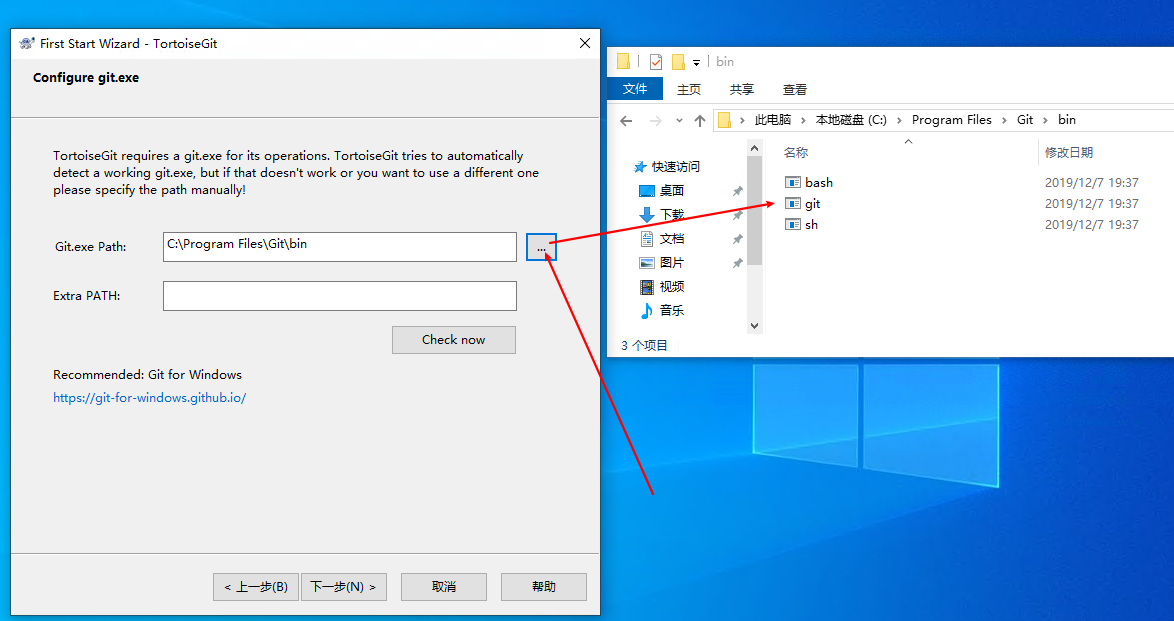 First Start Wizard - TortoiseGit
Configure git.exe
TortoiseGit requires a git.exe for its operations. TortoiseGit tries to automatically
detect a working git.exe, but if that doesn't work or you want to use a different one
please specify the path manually!
Git.exe Path:
C:\Program Files\Git\bin
...
Extra PATH:
Check now
Recommended: Git for Windows
https://git-for-windows.github.io/
< 上一步(B)
下一步(N) >
取消
帮助
bin
文件
主页
共享
查看
此电脑 > 本地磁盘 (C:) > Program Files > Git > bin
快速访问
桌面
下载
文档
图片
视频
音乐
名称
修改日期
bash
2019/12/7 19:37
git
2019/12/7 19:37
sh
2019/12/7 19:37
3 个项目